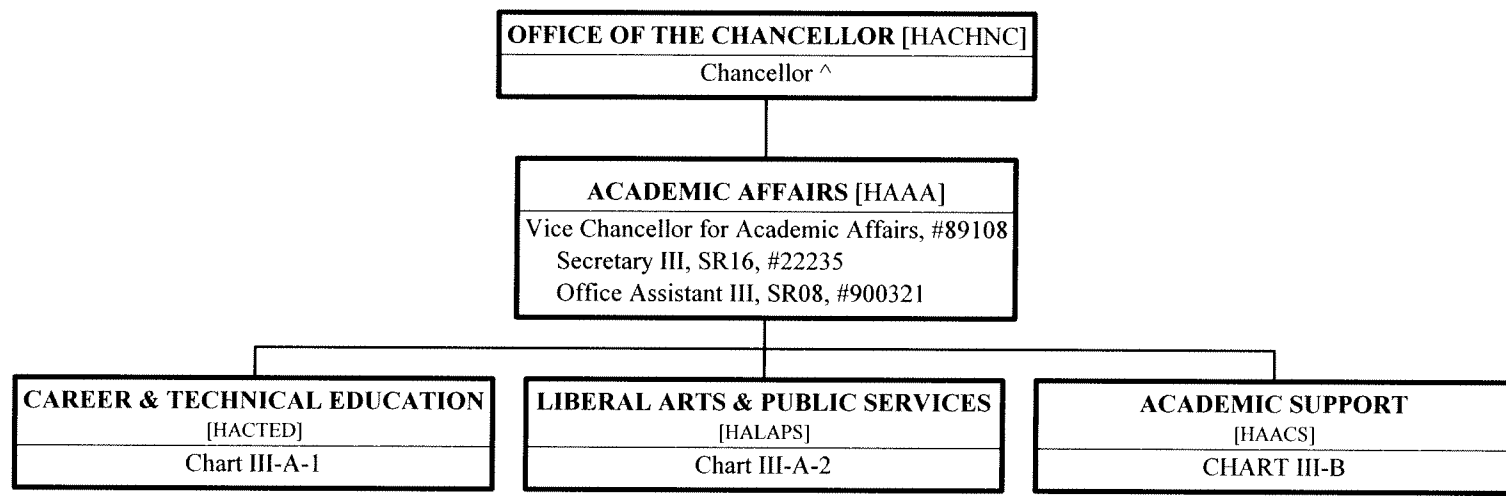 OFFICE OF THE CHANCELLOR [HACHNC]
Chancellor ^
ACADEMIC AFFAIRS [HAAA]
Vice Chancellor for Academic Affairs, #89108
Secretary III, SR16, #22235
Office Assistant III, SR08, #900321
CAREER & TECHNICAL EDUCATION
[HACTED]
Chart III-A-1
LIBERAL ARTS & PUBLIC SERVICES
[HALAPS]
Chart III-A-2
ACADEMIC SUPPORT
[HAACS]
CHART III-B